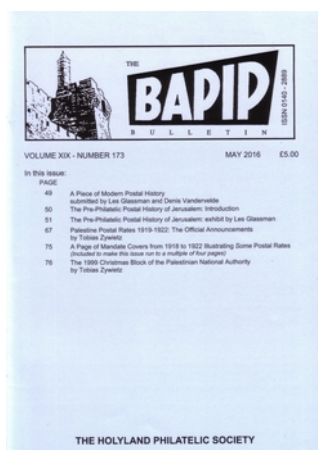 THE
BAPIP
BULLETIN
ISSN 0140 - 2889
VOLUME XIX - NUMBER 173 MAY 2016 £5.00
In this issue:
PAGE
49 A Piece of Modern Postal History
submitted by Les Glassman and Denis Vandervelde
50 The Pre-Philatelic Postal History of Jerusalem: Introduction
51 The Pre-Philatelic Postal History of Jerusalem: exhibit by Les Glassman
67 Palestine Postal Rates 1919-1922: The Official Announcements
by Tobias Zywietz
75 A Page of Mandate Covers from 1918 to 1922 Illustrating Some Postal Rates
(Included to make this issue run to a multiple of four pages)
76 The 1999 Christmas Block of the Palestinian National Authority
by Tobias Zywietz
THE HOLYLAND PHILATELIC SOCIETY